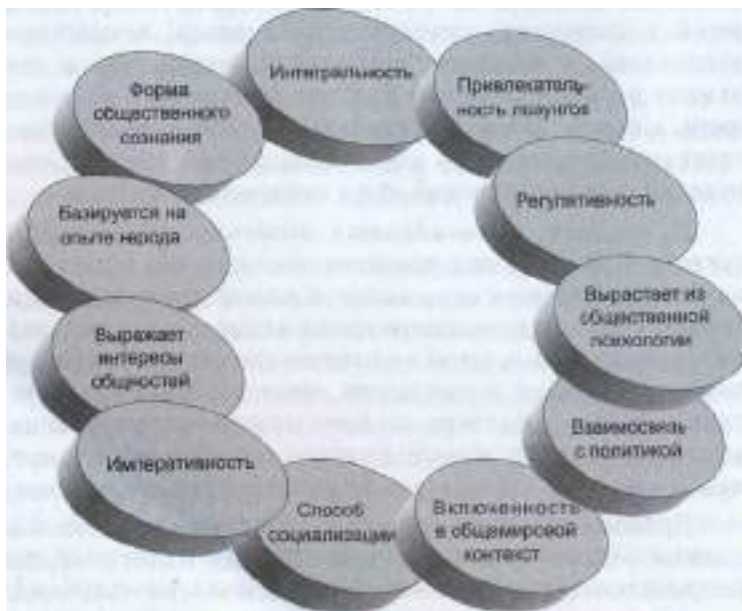 Интегральность
Привлекатель-
ность лозунгов
Регулятивность
Вырастает из
общественной
психологии
Взаимосвязь
с политикой
Включенность
в общемировой
контекст
Способ
социализации
Императивность
Выражает
интересы
общностей
Базируется на
опыте народа
Форма
общественного
сознания